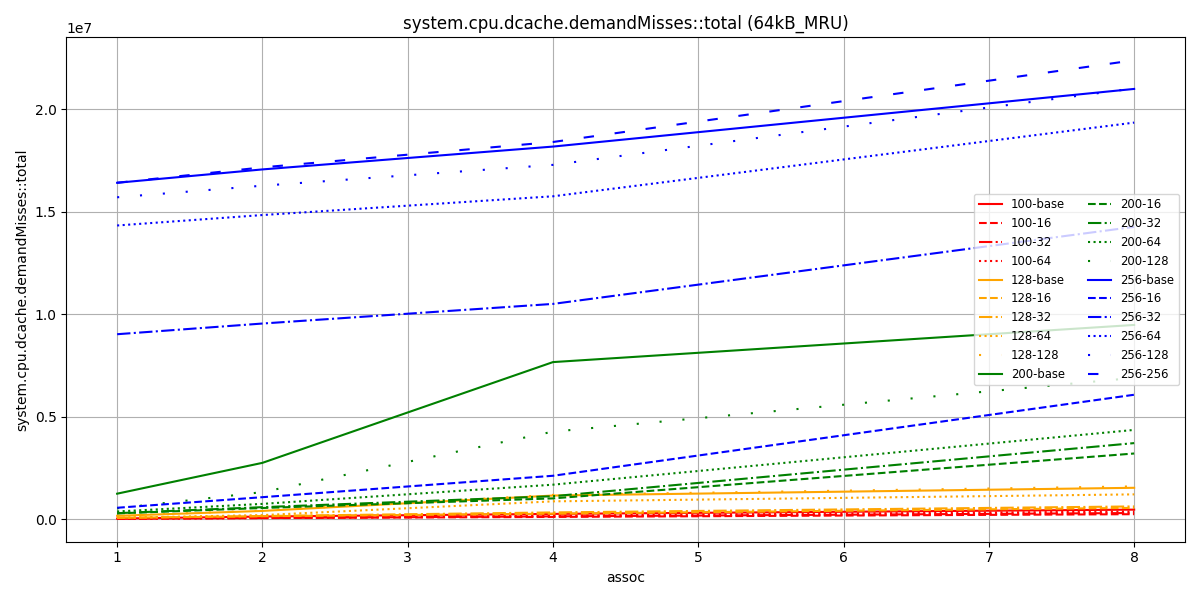 system.cpu.dcache.demandMisses::total (64kB_MRU)
1e7
system.cpu.dcache.demandMisses::total
2.0
1.5
1.0
0.5
0.0
1 2 3 4 5 6 7 8
assoc
100-base
100-16
100-32
100-64
128-base
128-16
128-32
128-64
128-128
200-base
200-16
200-32
200-64
200-128
256-base
256-16
256-32
256-64
256-128
256-256